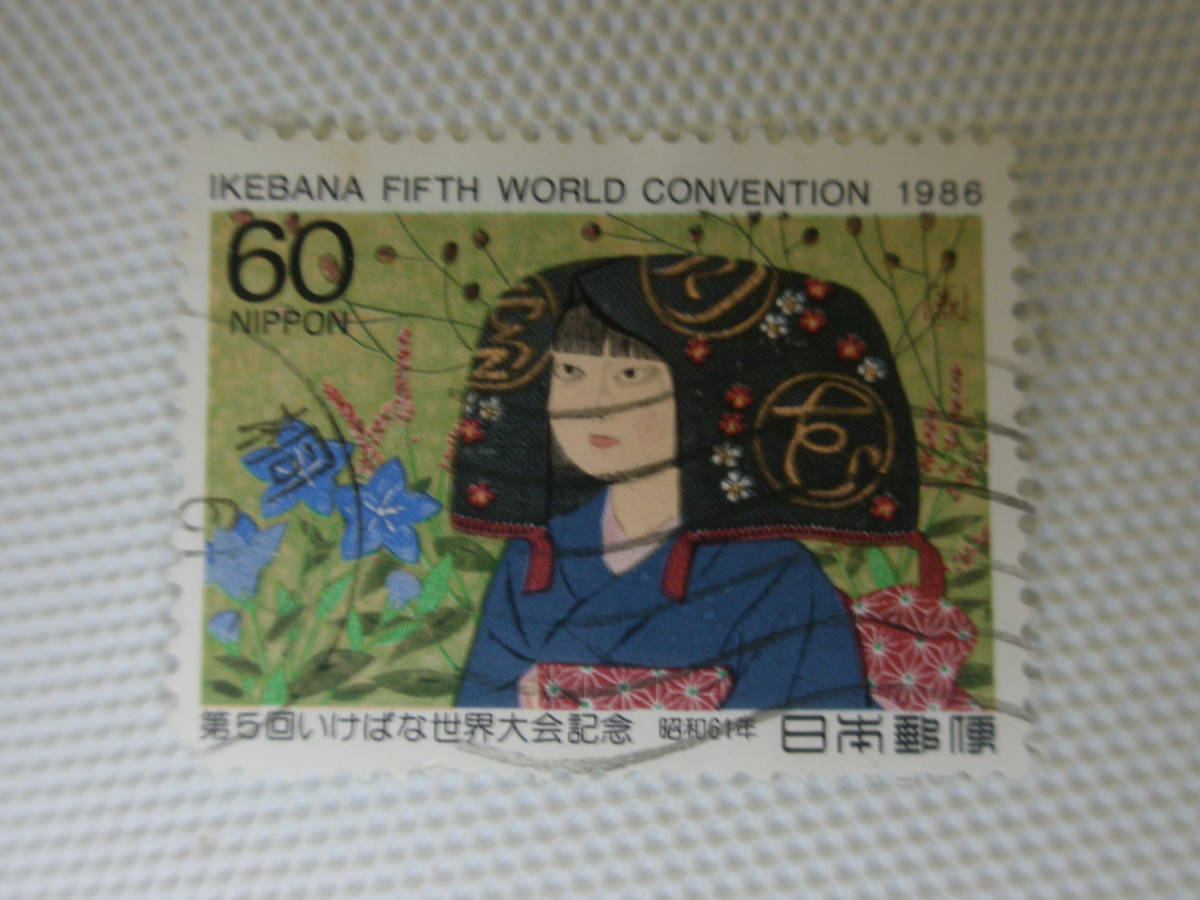 IKEBANA FIFTH WORLD CONVENTION 1986
60
NIPPON
第5回いけばな世界大会記念 昭和61年 日本郵便